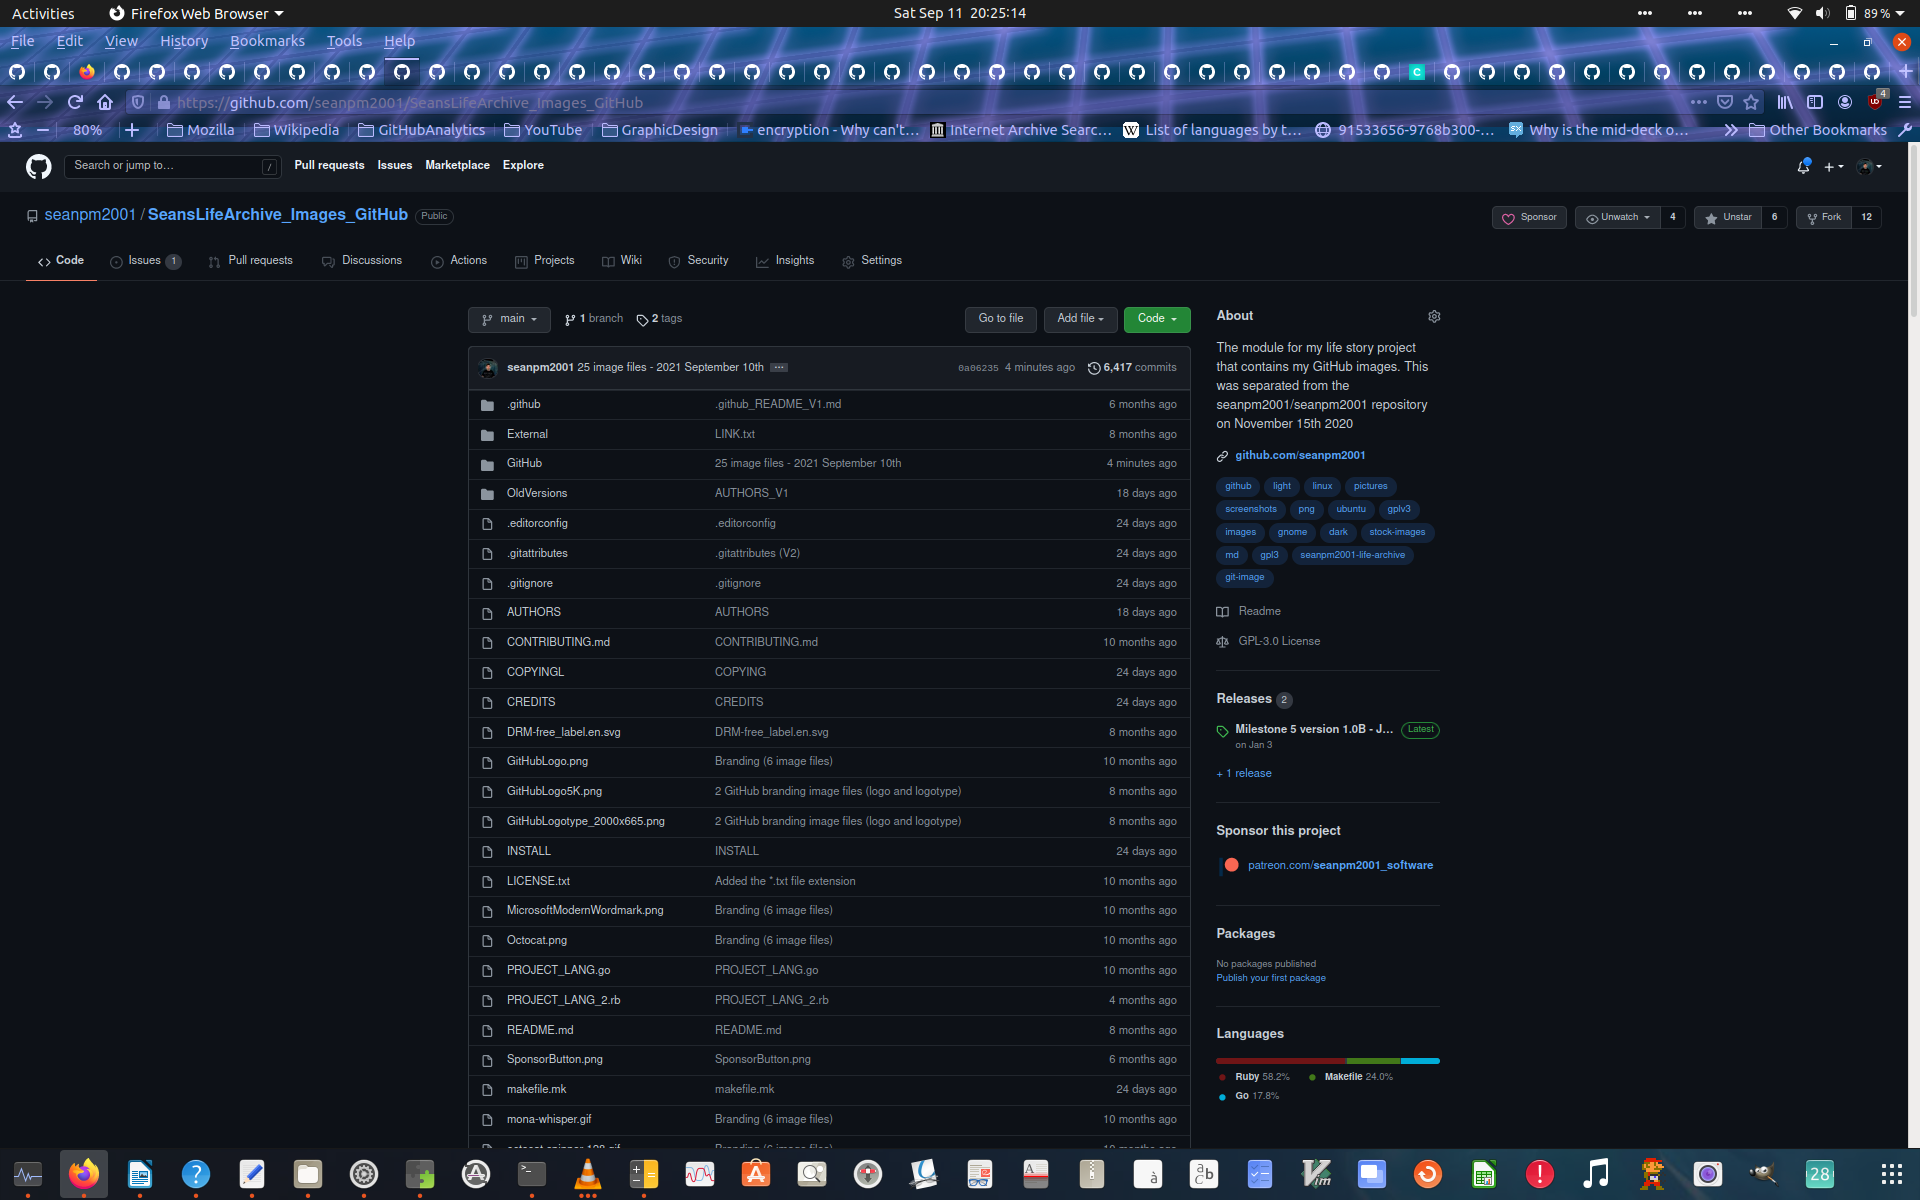 Activities Firefox Web Browser Sat Sep 11 20:25:14 89 %
File Edit View History Bookmarks Tools Help
https://github.com/seanpm2001/SeansLifeArchive_Images_GitHub 4
80% Mozilla Wikipedia GitHubAnalytics YouTube GraphicDesign encryption - Why can't... Internet Archive Searc... List of languages by t... 91533656-9768b300-... Why is the mid-deck o... Other Bookmarks
Search or jump to... / Pull requests Issues Marketplace Explore
seanpm2001 / SeansLifeArchive_Images_GitHub Public Sponsor Unwatch 4 Unstar 6 Fork 12
Code Issues 1 Pull requests Discussions Actions Projects Wiki Security Insights Settings
main 1 branch 2 tags Go to file Add file Code
seanpm2001 25 image files - 2021 September 10th ... 0a06235 4 minutes ago 6,417 commits
.github .github_README_V1.md 6 months ago
External LINK.txt 8 months ago
GitHub 25 image files - 2021 September 10th 4 minutes ago
OldVersions AUTHORS_V1 18 days ago
.editorconfig .editorconfig 24 days ago
.gitattributes .gitattributes (V2) 24 days ago
.gitignore .gitignore 24 days ago
AUTHORS AUTHORS 18 days ago
CONTRIBUTING.md CONTRIBUTING.md 10 months ago
COPYINGL COPYING 24 days ago
CREDITS CREDITS 24 days ago
DRM-free_label.en.svg DRM-free_label.en.svg 8 months ago
GitHubLogo.png Branding (6 image files) 10 months ago
GitHubLogo5K.png 2 GitHub branding image files (logo and logotype) 8 months ago
GitHubLogotype_2000x665.png 2 GitHub branding image files (logo and logotype) 8 months ago
INSTALL INSTALL 24 days ago
LICENSE.txt Added the *.txt file extension 10 months ago
MicrosoftModernWordmark.png Branding (6 image files) 10 months ago
Octocat.png Branding (6 image files) 10 months ago
PROJECT_LANG.go PROJECT_LANG.go 10 months ago
PROJECT_LANG_2.rb PROJECT_LANG_2.rb 4 months ago
README.md README.md 8 months ago
SponsorButton.png SponsorButton.png 6 months ago
makefile.mk makefile.mk 24 days ago
mona-whisper.gif Branding (6 image files) 10 months ago
About
The module for my life story project
that contains my GitHub images. This
was separated from the
seanpm2001/seanpm2001 repository
on November 15th 2020
github.com/seanpm2001
github light linux pictures
screenshots png ubuntu gplv3
images gnome dark stock-images
md gpl3 seanpm2001-life-archive
git-image
Readme
GPL-3.0 License
Releases 2
Milestone 5 version 1.0B - J... Latest
on Jan 3
+ 1 release
Sponsor this project
patreon.com/seanpm2001_software
Packages
No packages published
Publish your first package
Languages
Ruby 58.2% Makefile 24.0%
Go 17.8%
28